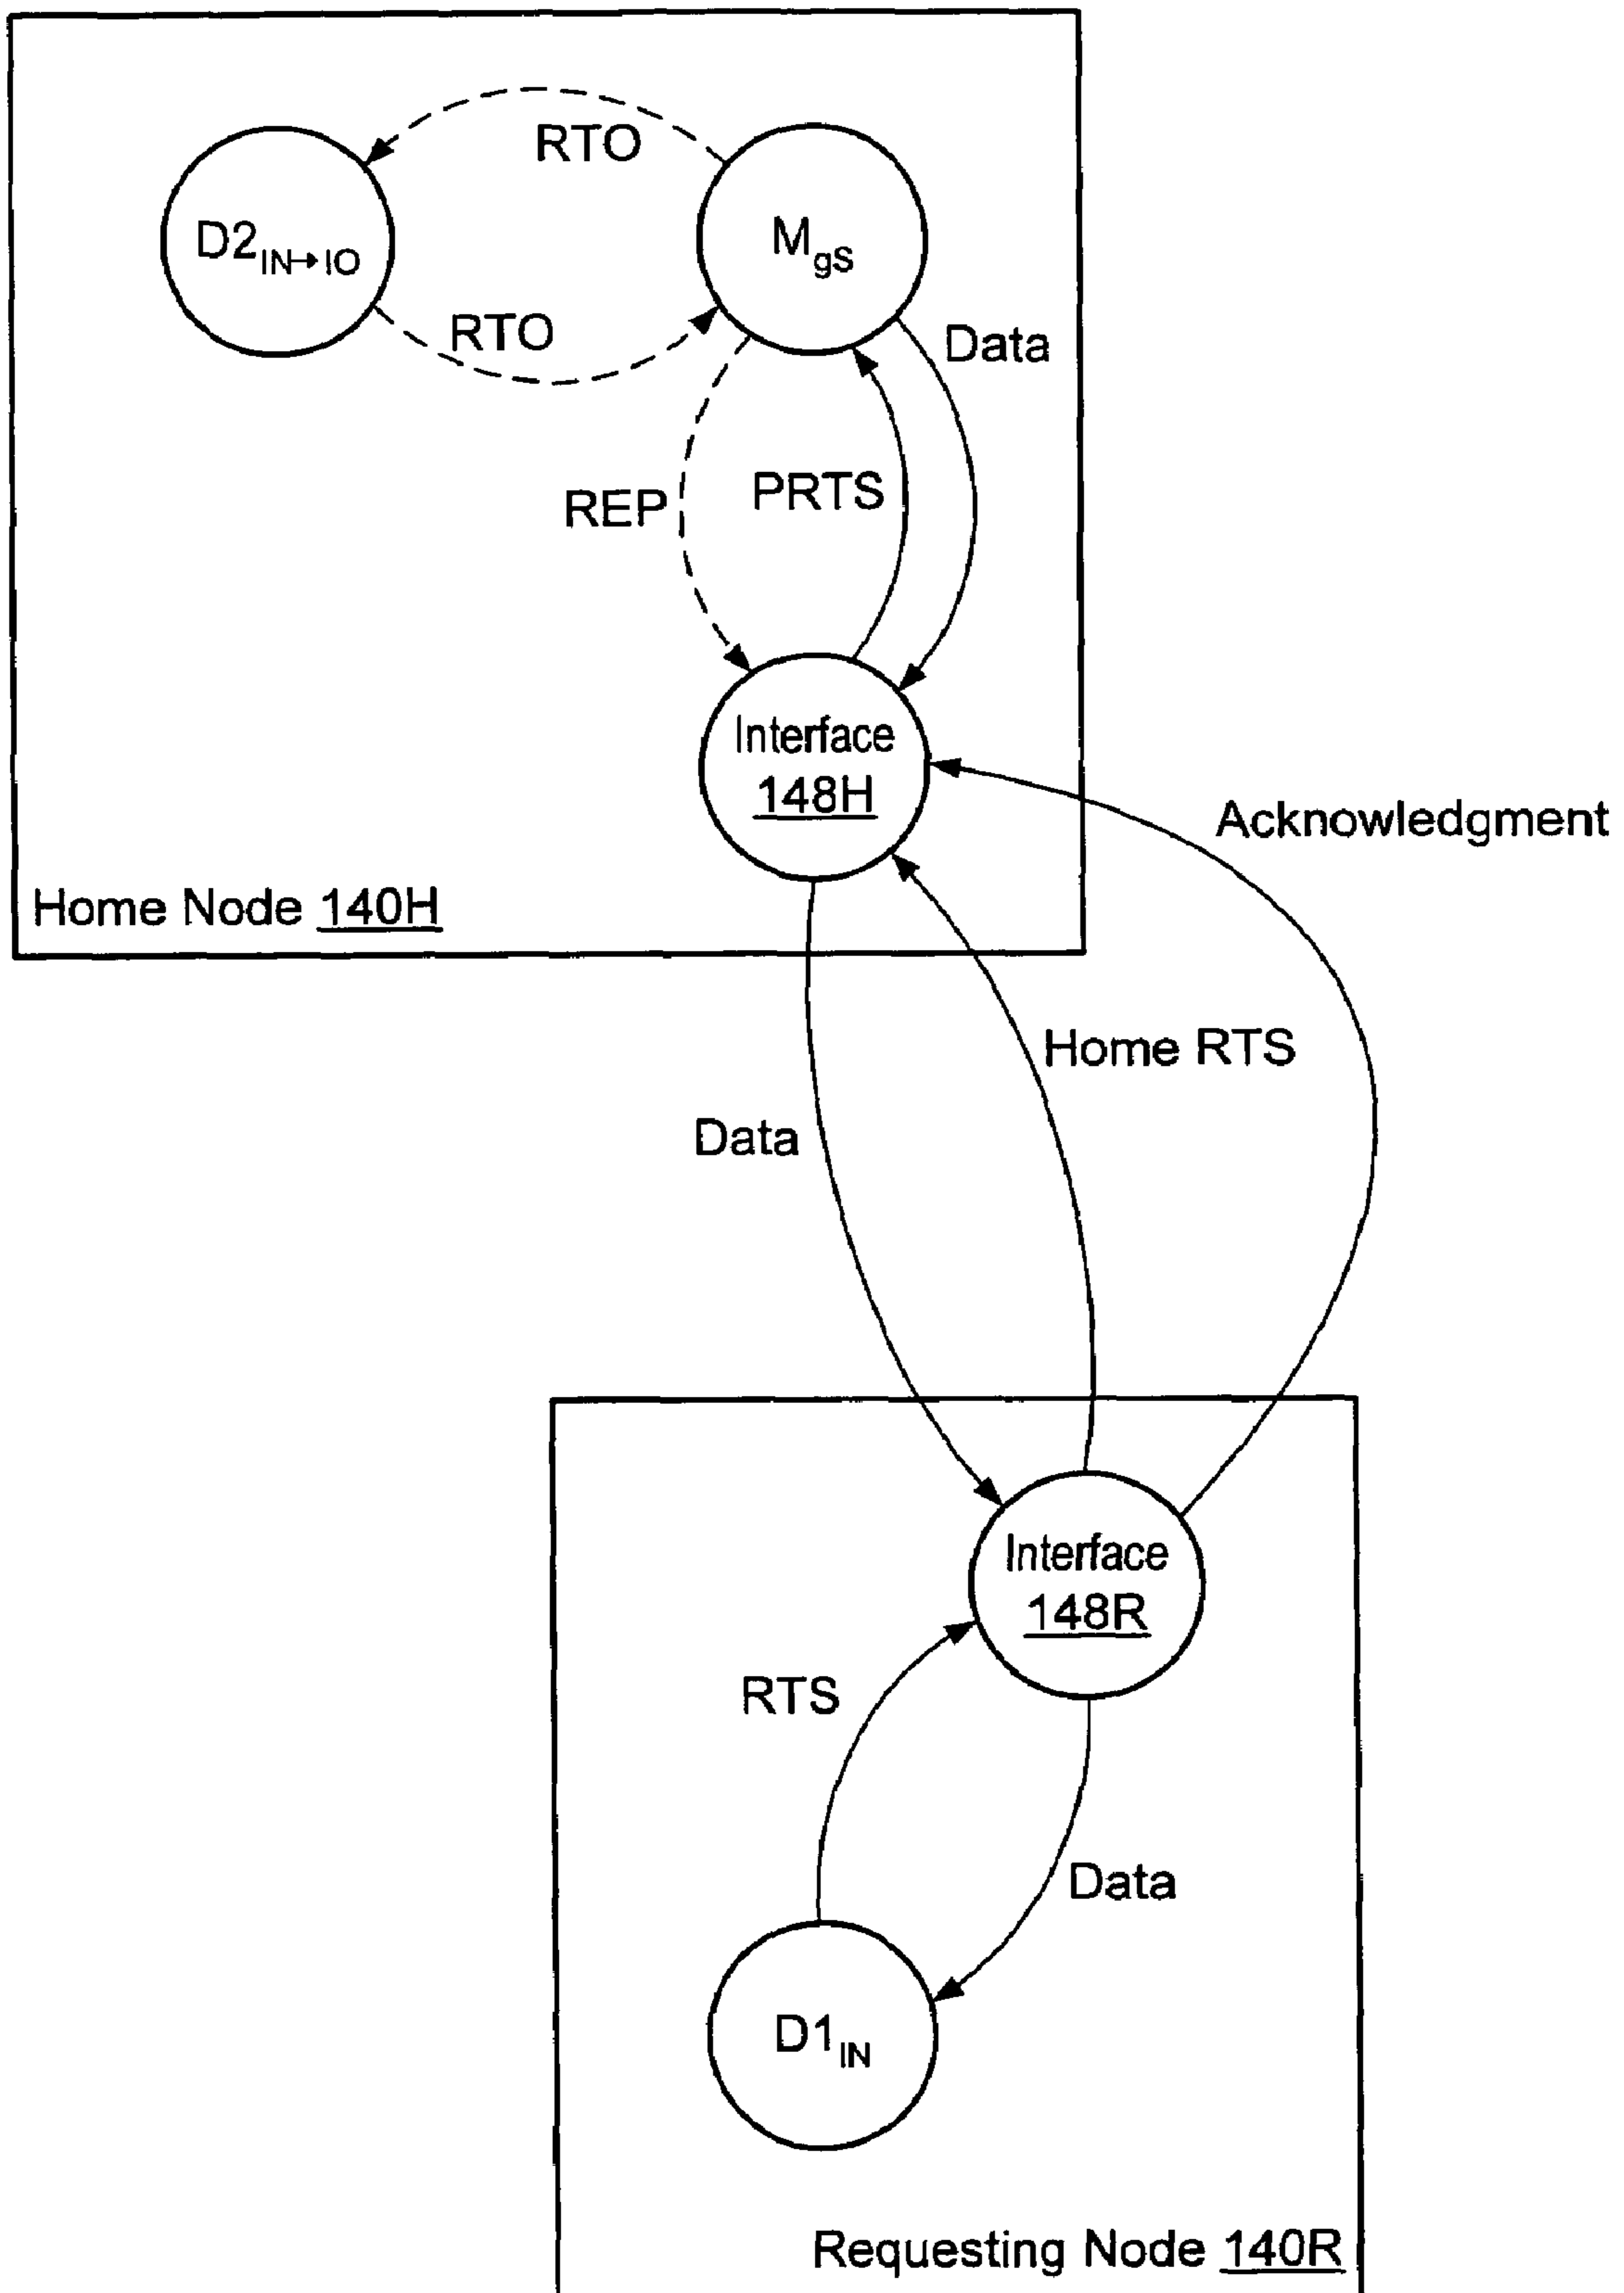 RTO
D2IN→IO
MgS
RTO
Data
REP
PRTS
Interface
148H
Acknowledgment
Home Node 140H
Home RTS
Data
Interface
148R
RTS
Data
D1IN
Requesting Node 140R